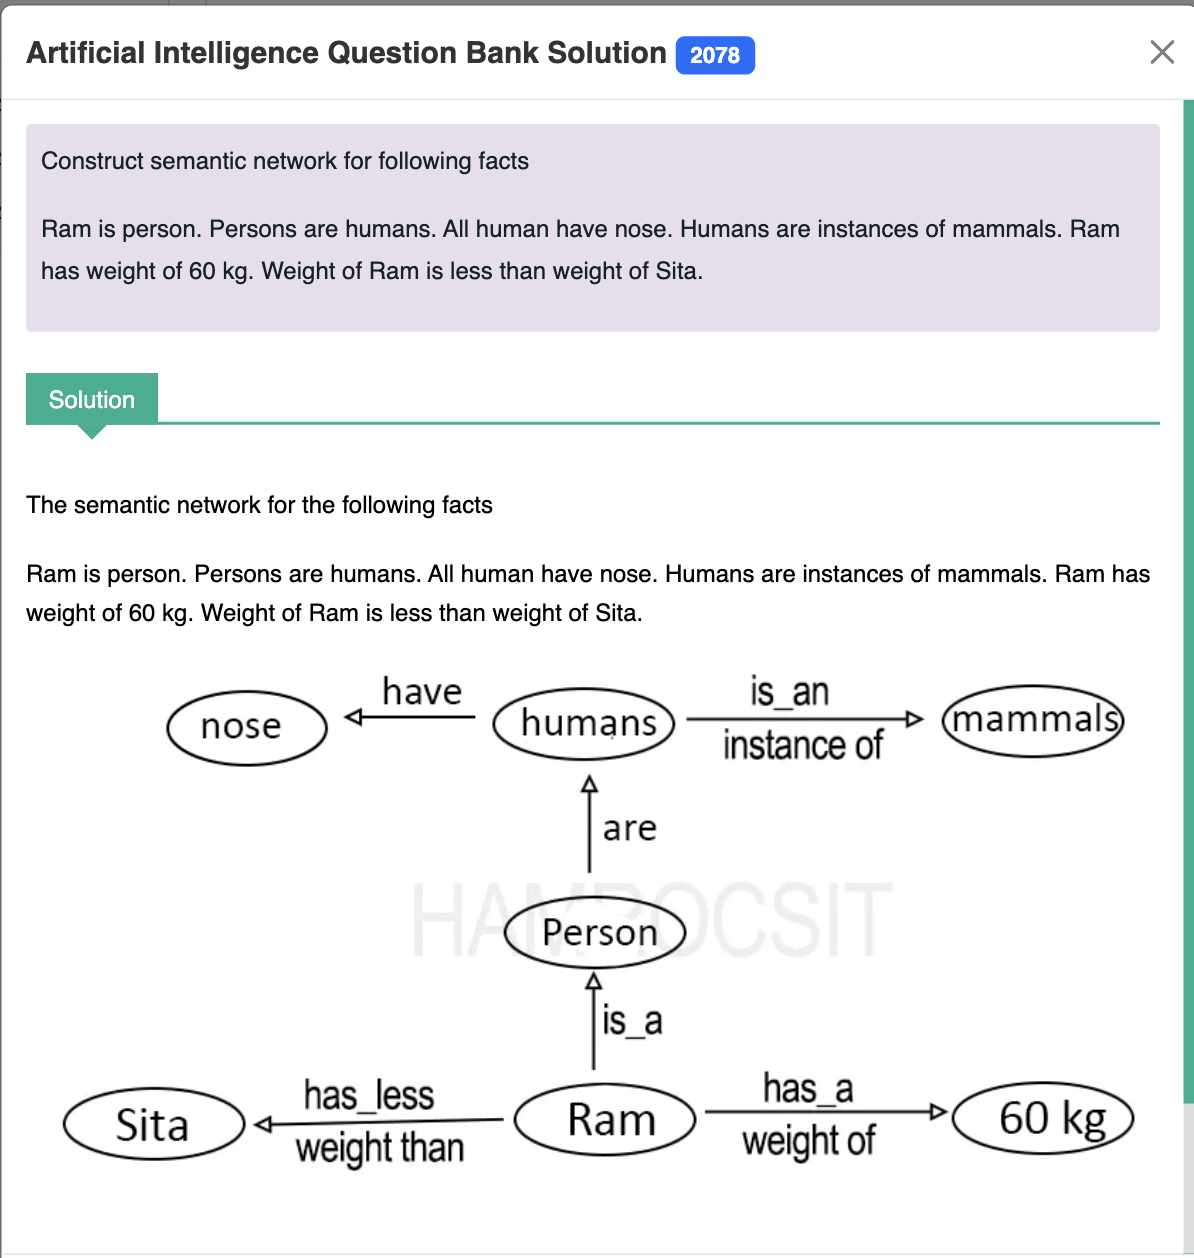 Artificial Intelligence Question Bank Solution 2078
Construct semantic network for following facts
Ram is person. Persons are humans. All human have nose. Humans are instances of mammals. Ram
has weight of 60 kg. Weight of Ram is less than weight of Sita.
Solution
The semantic network for the following facts
Ram is person. Persons are humans. All human have nose. Humans are instances of mammals. Ram has
weight of 60 kg. Weight of Ram is less than weight of Sita.
nose have humans is_an instance of mammals
are
Person
is_a
Sita has_less weight than Ram has_a weight of 60 kg